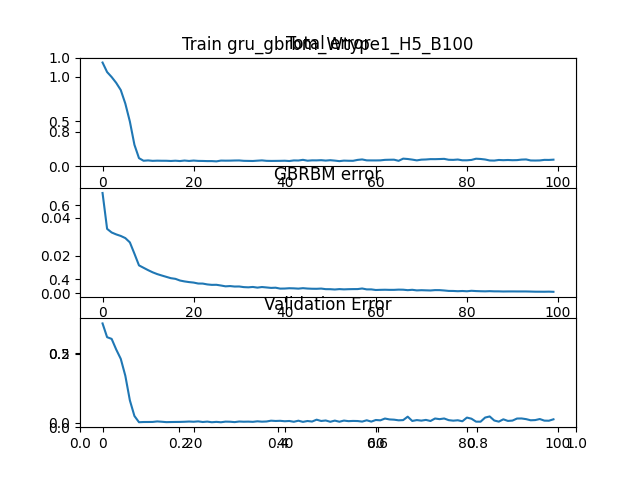 Train gru_gbrbm_Wtype1_H5_B100
Total error
1.0
1.0
0.5
0.8
0.0
0 20 40 60 80 100
GBRBM error
0.6
0.04
0.02
0.4
0.00
0 20 40 60 80 100
Validation Error
0.5
0.2
0.0
0.0
0 20 40 60 80 100
0.0 0.2 0.4 0.6 0.8 1.0